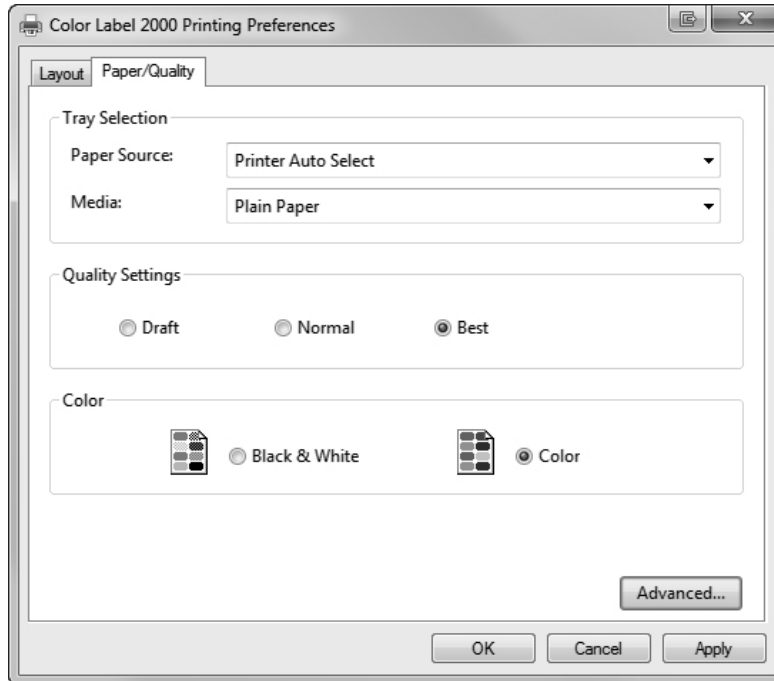 Color Label 2000 Printing Preferences
Layout Paper/Quality
Tray Selection
Paper Source: Printer Auto Select
Media: Plain Paper
Quality Settings
Draft Normal Best
Color
Black & White Color
Advanced...
OK Cancel Apply